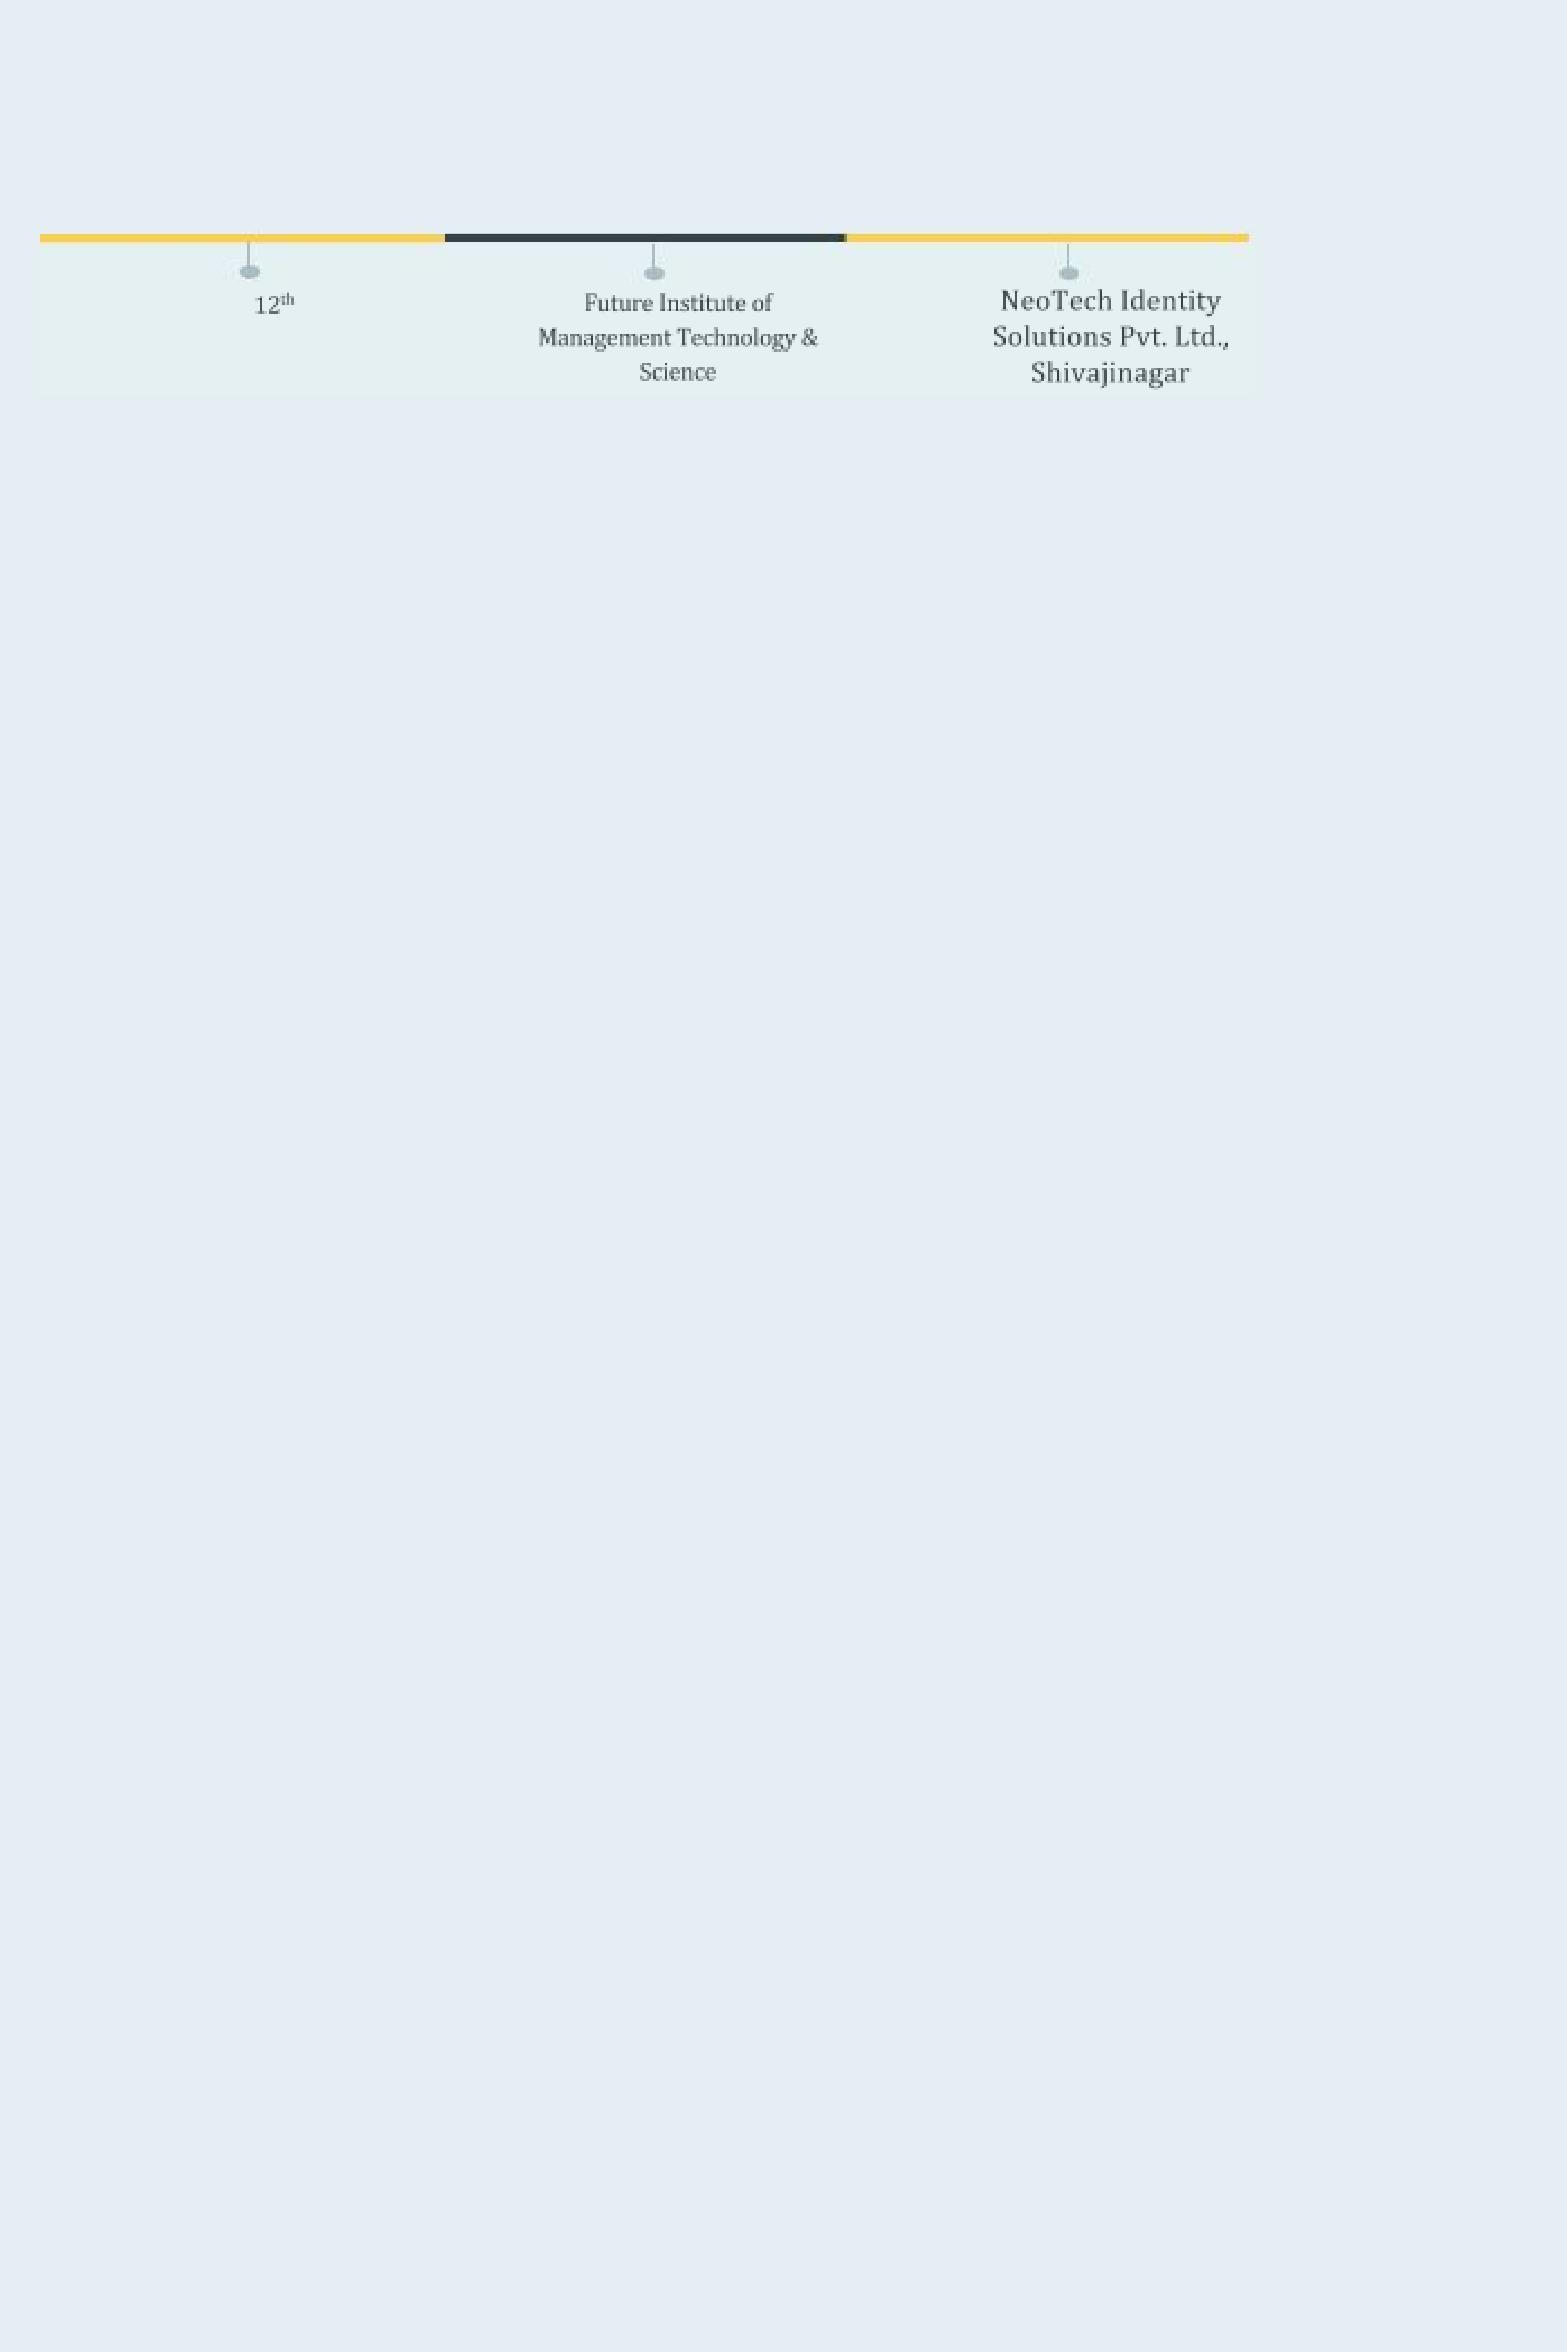 12th
Future Institute of
Management Technology &
Science
NeoTech Identity
Solutions Pvt. Ltd.,
Shivajinagar